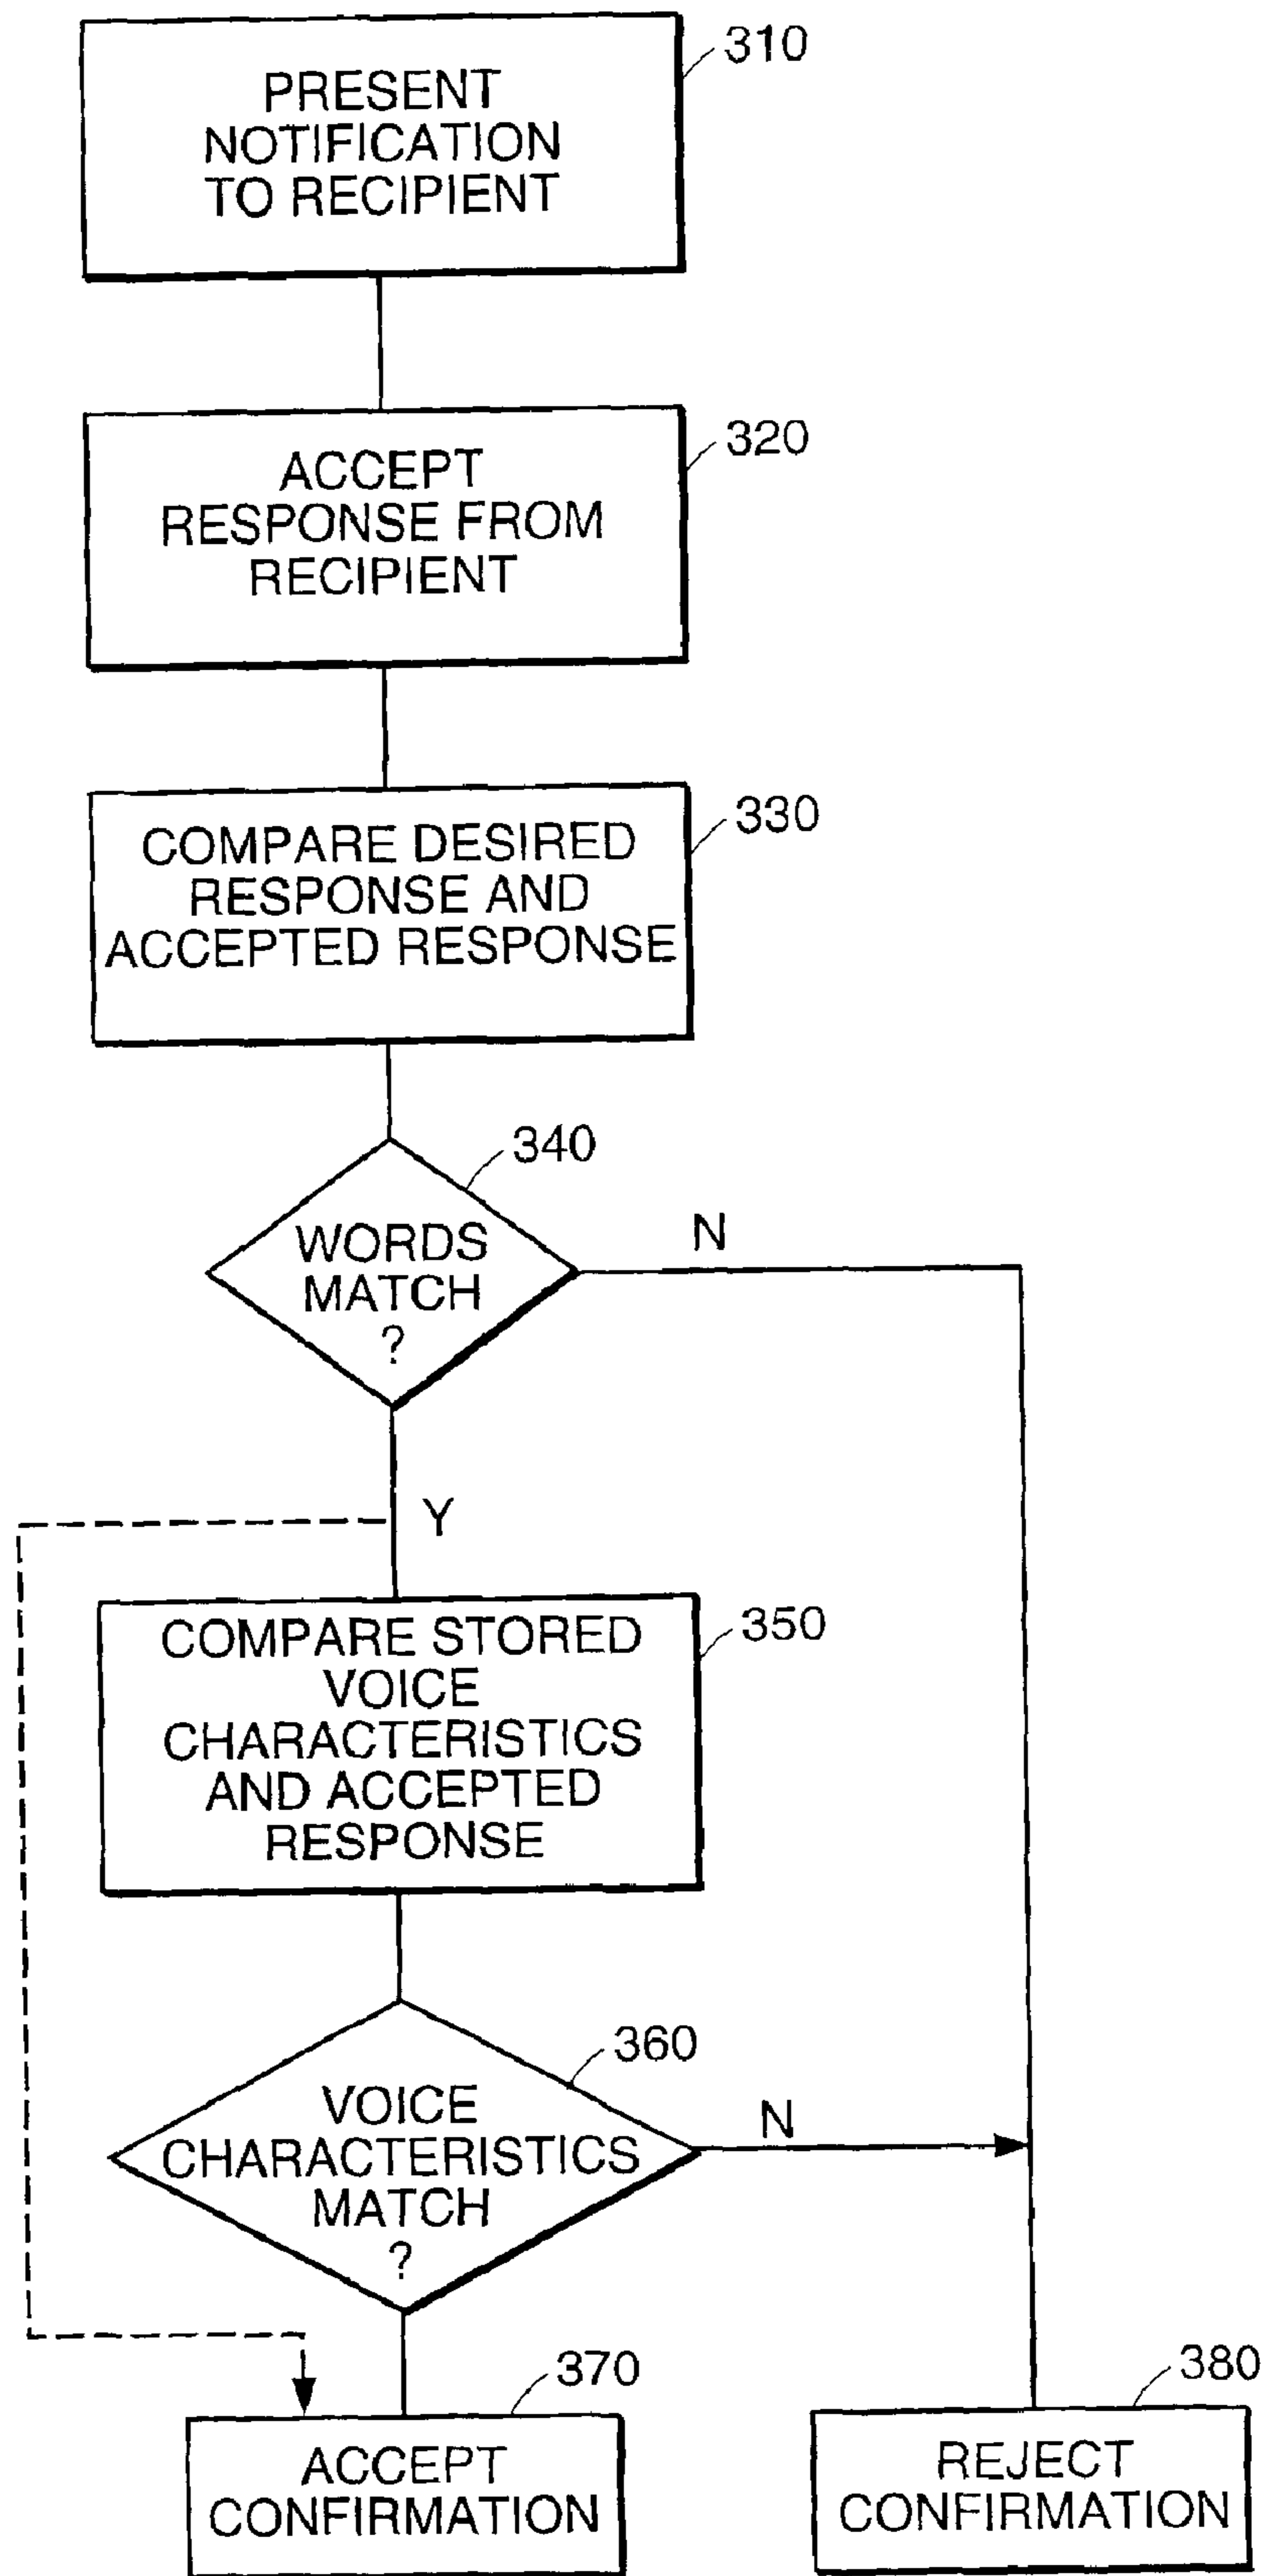 310
PRESENT
NOTIFICATION
TO RECIPIENT
320
ACCEPT
RESPONSE FROM
RECIPIENT
330
COMPARE DESIRED
RESPONSE AND
ACCEPTED RESPONSE
340
WORDS
MATCH
?
N
Y
350
COMPARE STORED
VOICE
CHARACTERISTICS
AND ACCEPTED
RESPONSE
360
VOICE
CHARACTERISTICS
MATCH
?
N
370
ACCEPT
CONFIRMATION
380
REJECT
CONFIRMATION